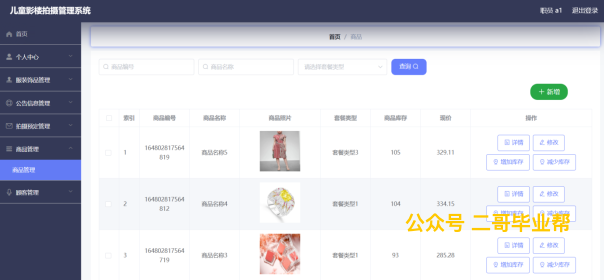 儿童影楼拍摄管理系统
职员 a1 退出登录
首页
首页 / 商品
个人中心
服装饰品管理
公告信息管理
拍摄预定管理
商品管理
商品管理
顾客管理
商品编号 商品名称 请选择套餐类型 查询
+ 新增
索引 商品编号 商品名称 商品照片 套餐类型 商品库存 现价 操作
1 164802817564819 商品名称5 套餐类型3 105 329.11
详情 修改
增加库存 减少库存
2 164802817564812 商品名称4 套餐类型1 104 334.15
详情 修改
增加库存 减少库存
3 164802817564719 商品名称3 套餐类型1 93 285.28
详情 修改
增加库存 减少库存
公众号 二哥毕业帮